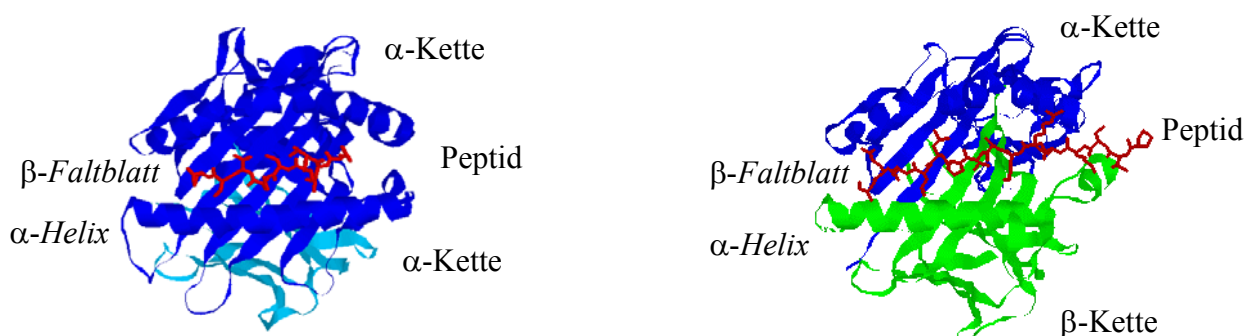 α-Kette
β-Faltblatt
Peptid
α-Helix
α-Kette
α-Kette
Peptid
β-Faltblatt
α-Helix
β-Kette